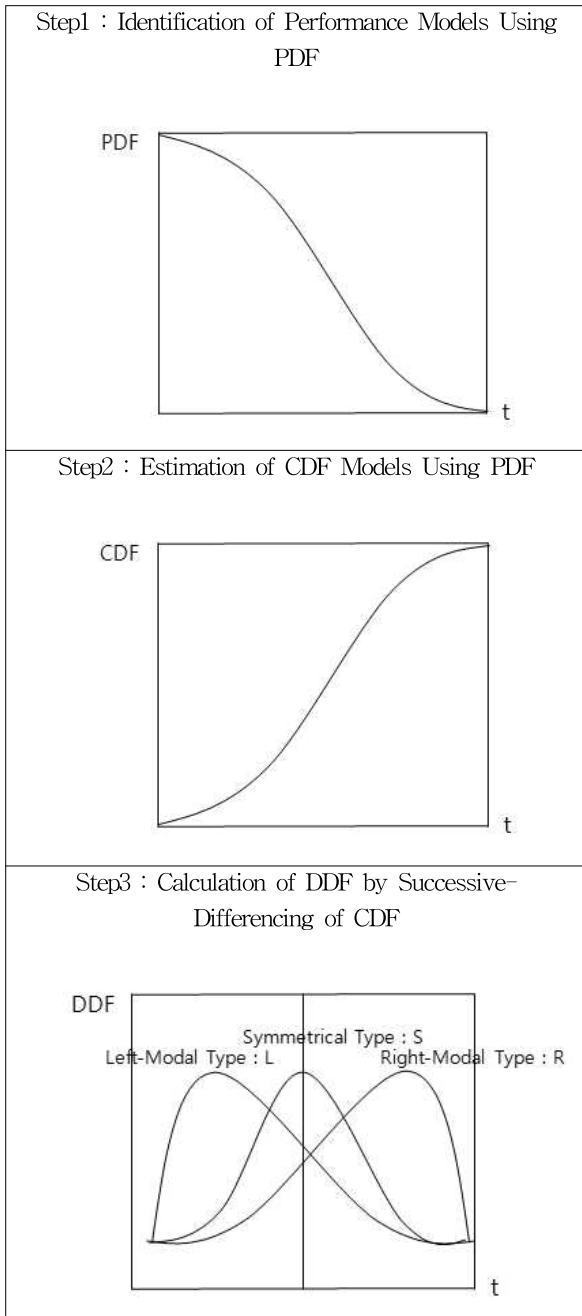 Step1 : Identification of Performance Models Using
PDF
PDF
t
Step2 : Estimation of CDF Models Using PDF
CDF
t
Step3 : Calculation of DDF by Successive-
Differencing of CDF
DDF
Symmetrical Type : S
Left-Modal Type : L
Right-Modal Type : R
t